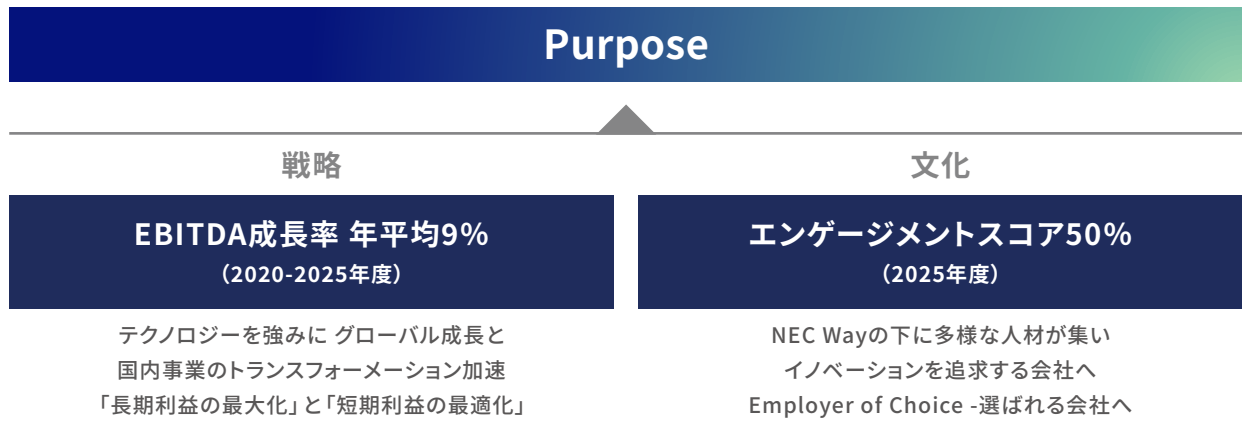 Purpose
戦略
EBITDA成長率 年平均9%
（2020-2025年度）
テクノロジーを強みに グローバル成長と
国内事業のトランスフォーメーション加速
「長期利益の最大化」と「短期利益の最適化」
文化
エンゲージメントスコア50%
（2025年度）
NEC Wayの下に多様な人材が集い
イノベーションを追求する会社へ
Employer of Choice -選ばれる会社へ